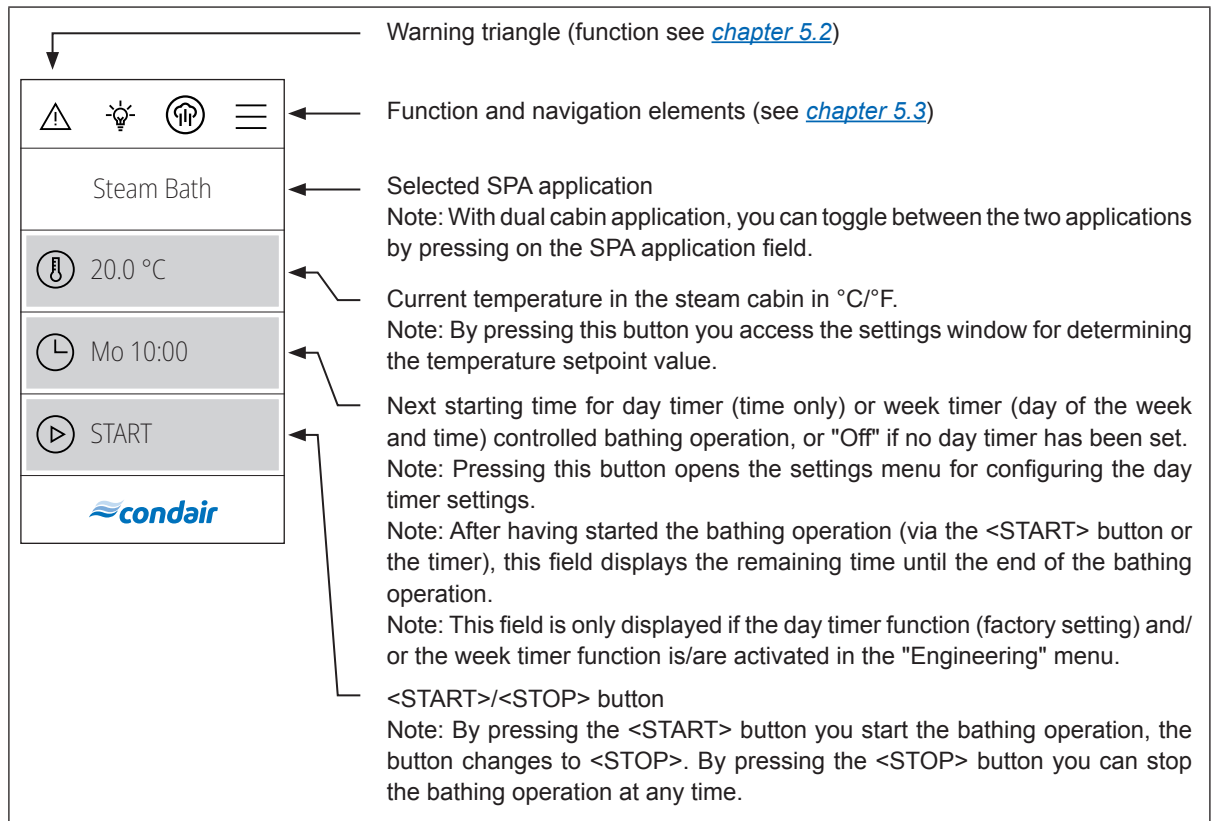 Warning triangle (function see chapter 5.2)
Function and navigation elements (see chapter 5.3)
Steam Bath
Selected SPA application
Note: With dual cabin application, you can toggle between the two applications
by pressing on the SPA application field.
20.0 °C
Current temperature in the steam cabin in °C/°F.
Note: By pressing this button you access the settings window for determining
the temperature setpoint value.
Mo 10:00
Next starting time for day timer (time only) or week timer (day of the week
and time) controlled bathing operation, or "Off" if no day timer has been set.
Note: Pressing this button opens the settings menu for configuring the day
timer settings.
Note: After having started the bathing operation (via the <START> button or
the timer), this field displays the remaining time until the end of the bathing
operation.
Note: This field is only displayed if the day timer function (factory setting) and/
or the week timer function is/are activated in the "Engineering" menu.
START
<START>/<STOP> button
Note: By pressing the <START> button you start the bathing operation, the
button changes to <STOP>. By pressing the <STOP> button you can stop
the bathing operation at any time.
condair